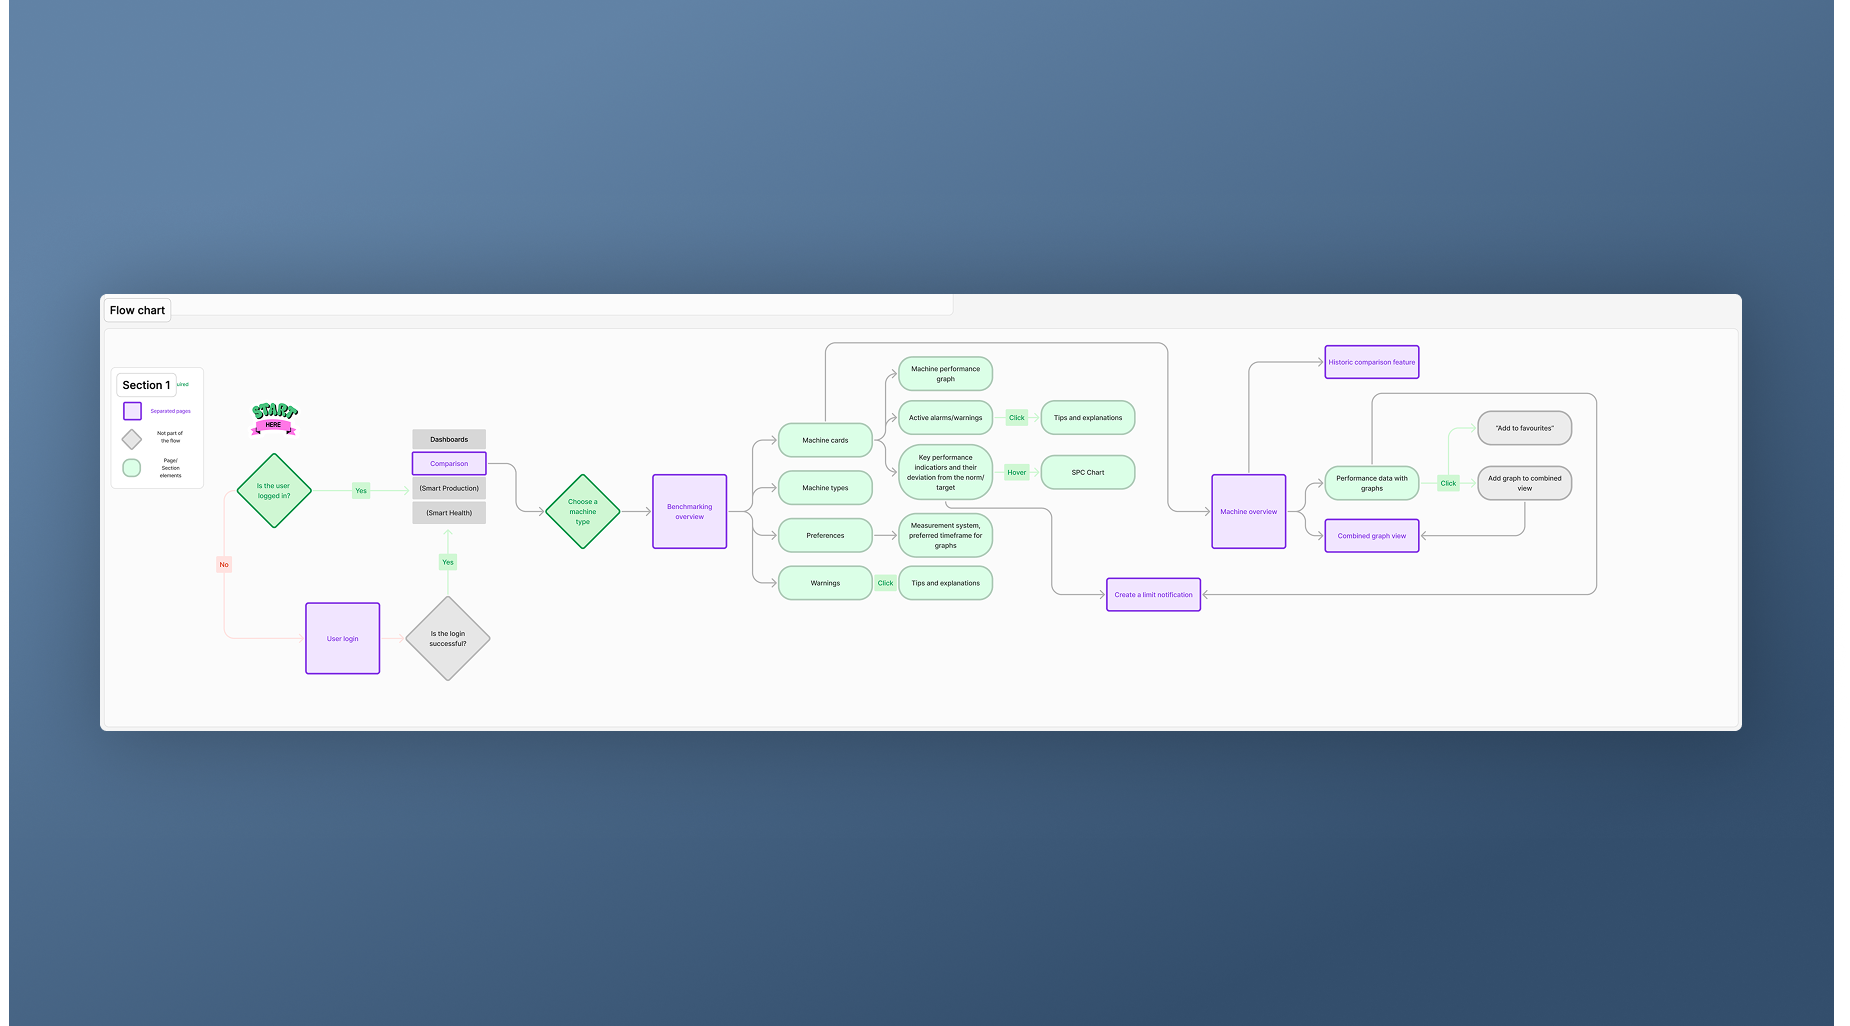 Flow chart
Section 1
uired
Separated pages
Not part of
the flow
Page/
Section
elements
START
HERE
Is the user
logged in?
Yes
No
User login
Is the login
successful?
Yes
Dashboards
Comparison
(Smart Production)
(Smart Health)
Choose a
machine
type
Benchmarking
overview
Machine cards
Machine types
Preferences
Warnings
Click
Machine performance
graph
Active alarms/warnings
Click
Tips and explanations
Key performance
indicatiors and their
deviation from the norm/
target
Hover
SPC Chart
Measurement system,
preferred timeframe for
graphs
Tips and explanations
Create a limit notification
Machine overview
Historic comparison feature
Performance data with
graphs
Click
"Add to favourites"
Add graph to combined
view
Combined graph view